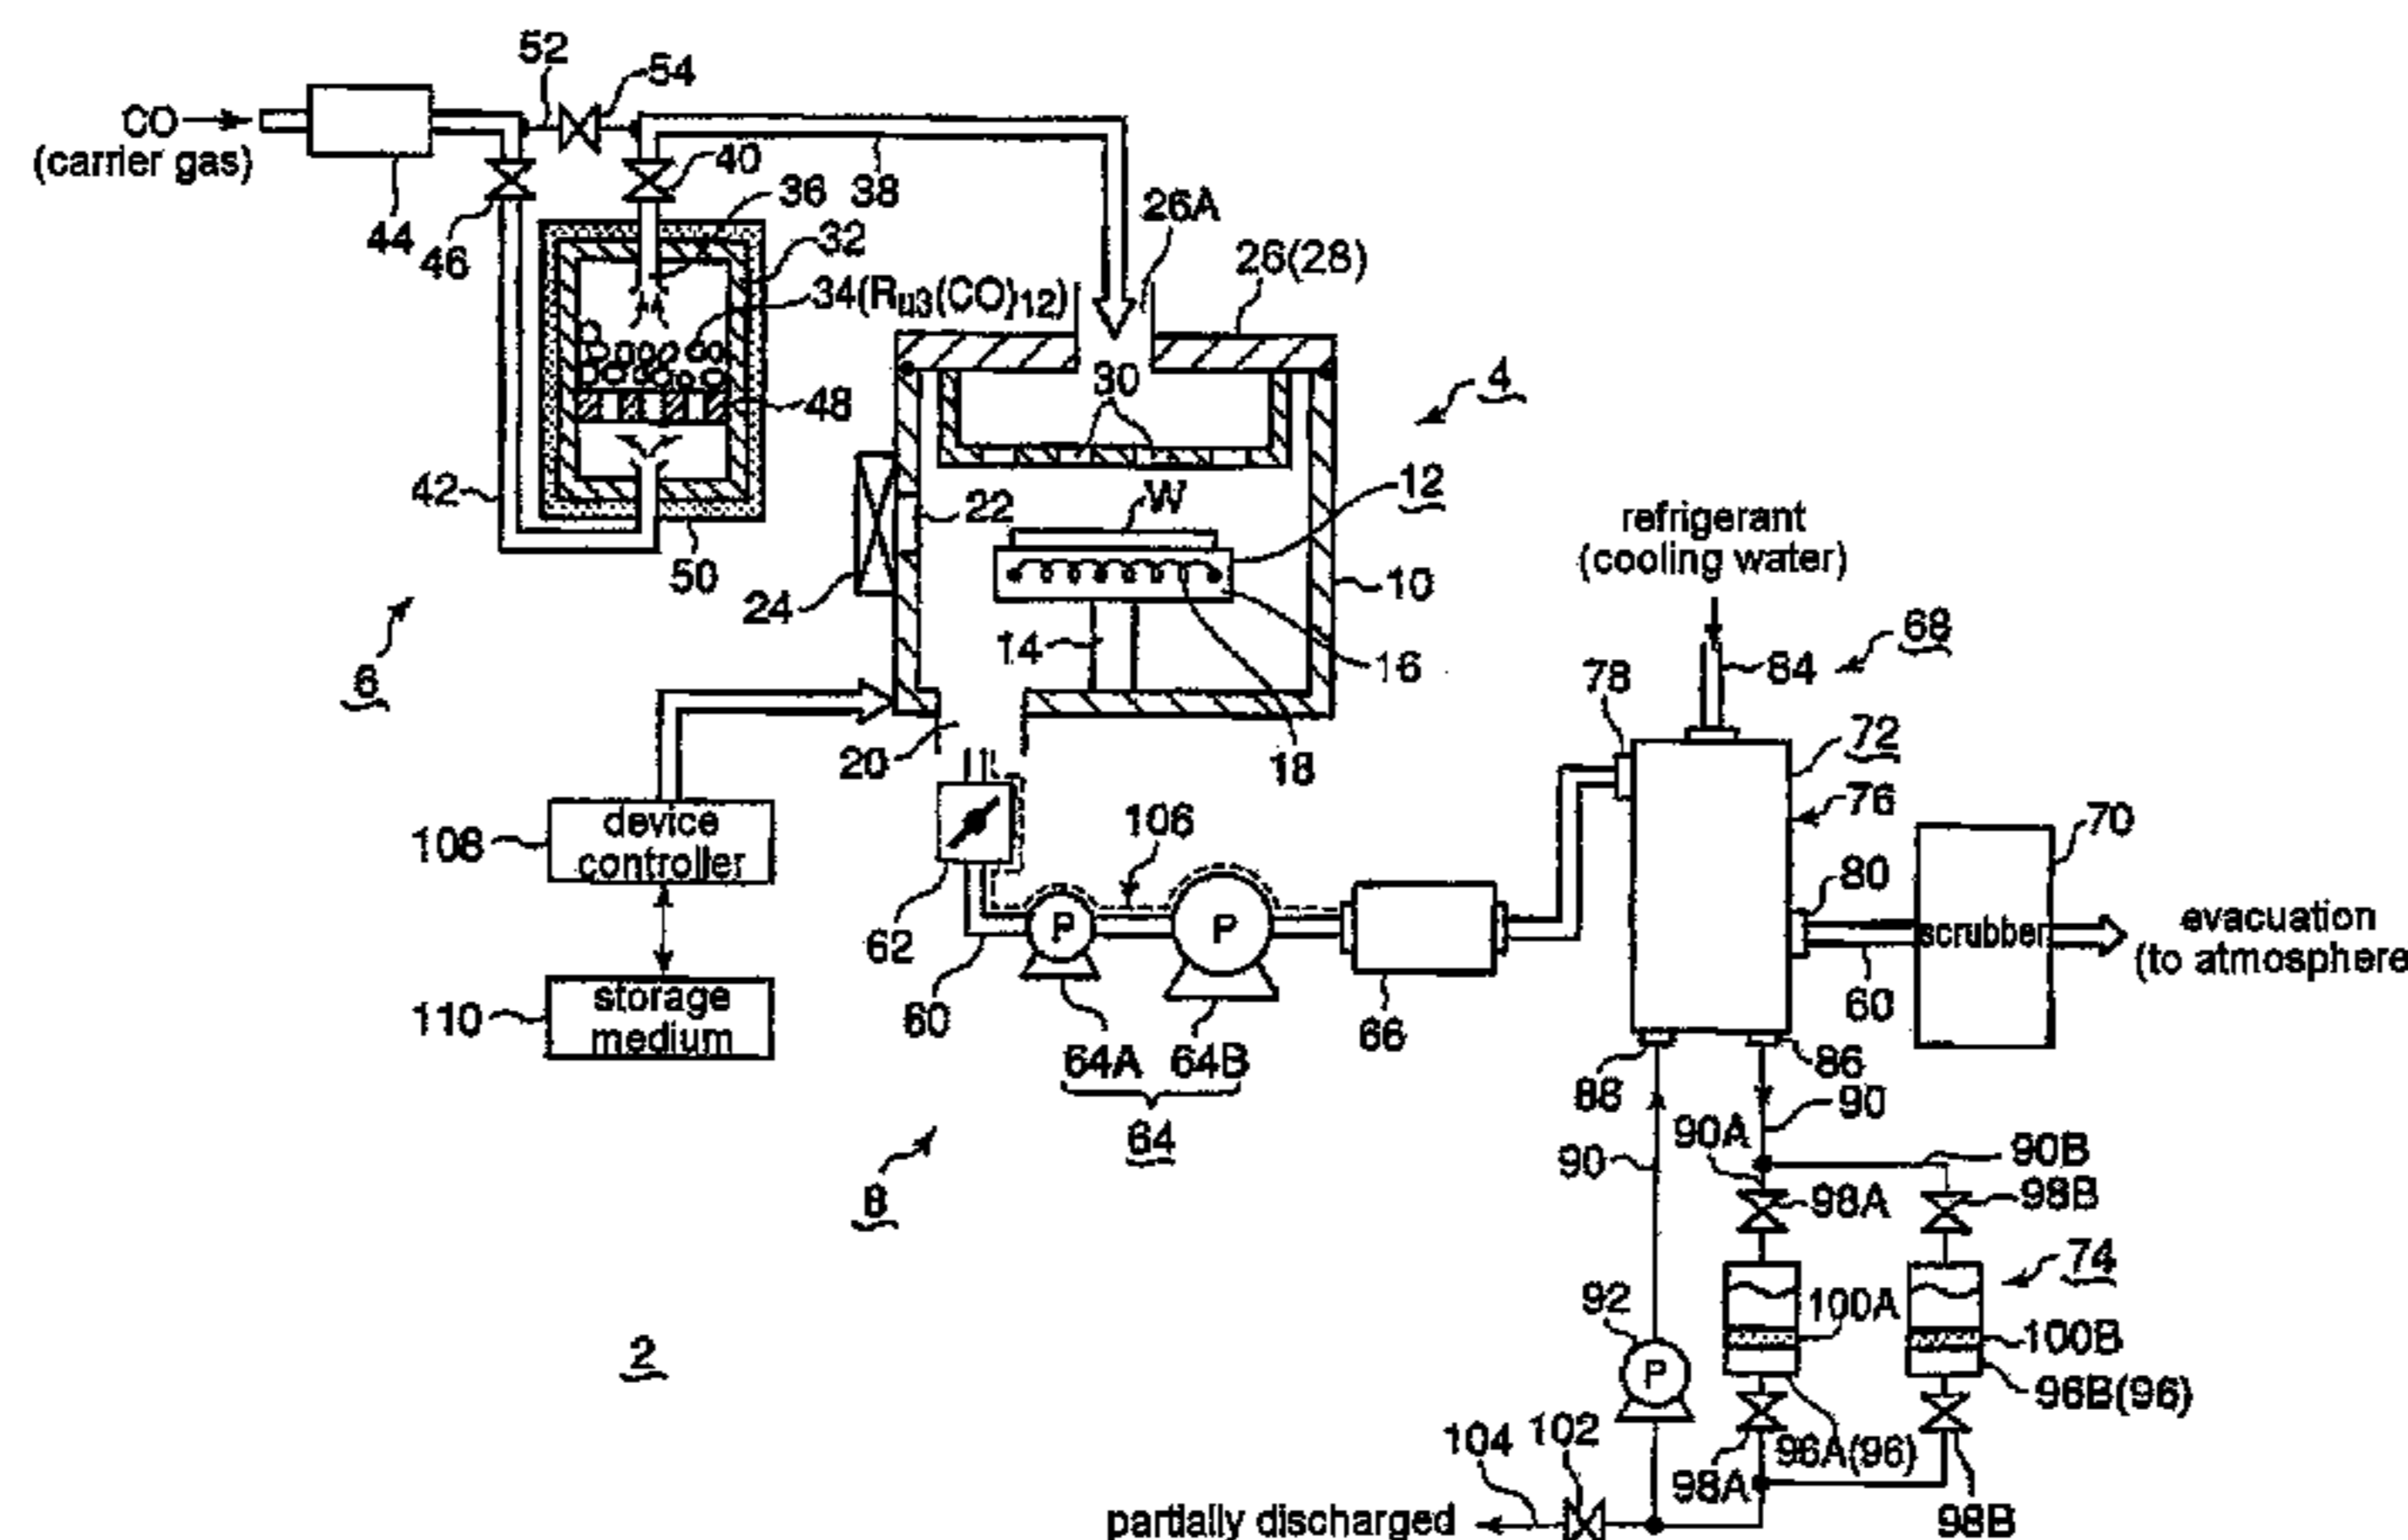 52
54
CO
(carrier gas)
40
36
38
44
46
32
26A
26(28)
34(Ru3(CO)12)
30
4
48
42
22
W
12
refrigerant
(cooling water)
50
24
10
6
14
16
78
84
68
20
18
72
76
70
108
device
controller
106
80
62
P
P
scrubber
evacuation
(to atmosphere
110
storage
medium
60
66
60
64A
64B
88
86
64
90A
90
90
90B
8
98A
98B
74
92
100A
100B
2
P
96B(96)
104
102
96A(96)
98A
98B
partially discharged